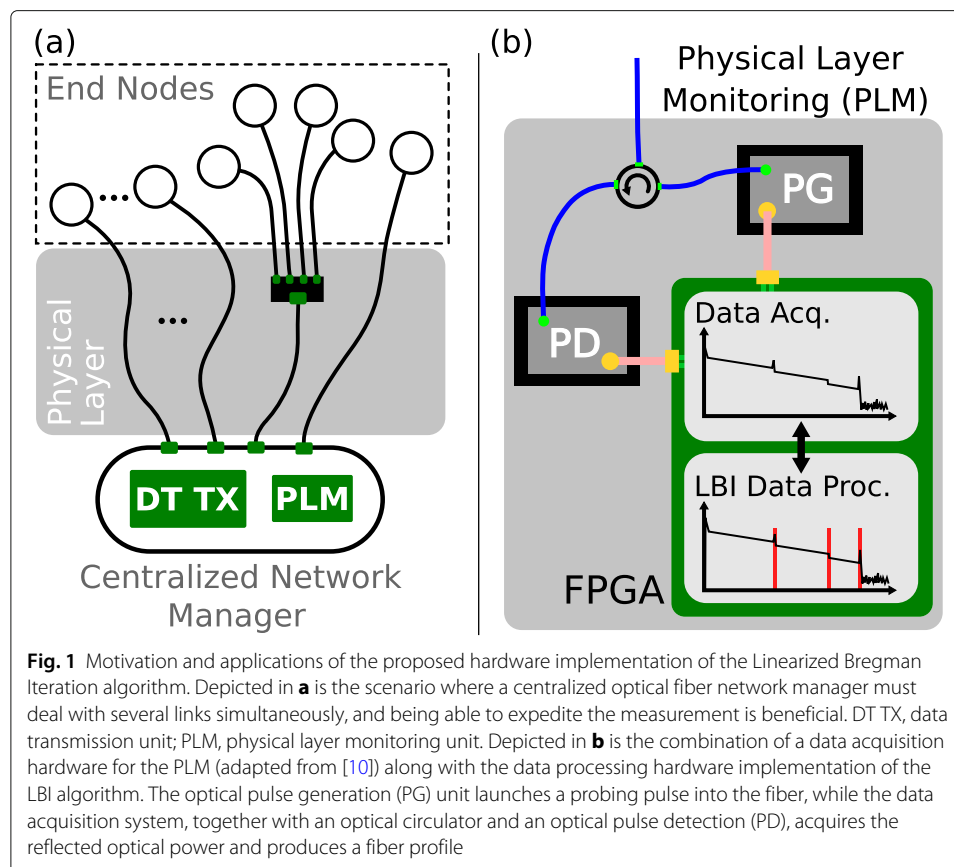 (a)
End Nodes
...
...
Physical
Layer
DT TX
PLM
Centralized Network
Manager
(b)
Physical Layer
Monitoring (PLM)
PG
PD
Data Acq.
LBI Data Proc.
FPGA
Fig. 1 Motivation and applications of the proposed hardware implementation of the Linearized Bregman
Iteration algorithm. Depicted in a is the scenario where a centralized optical fiber network manager must
deal with several links simultaneously, and being able to expedite the measurement is beneficial. DT TX, data
transmission unit; PLM, physical layer monitoring unit. Depicted in b is the combination of a data acquisition
hardware for the PLM (adapted from [10]) along with the data processing hardware implementation of the
LBI algorithm. The optical pulse generation (PG) unit launches a probing pulse into the fiber, while the data
acquisition system, together with an optical circulator and an optical pulse detection (PD), acquires the
reflected optical power and produces a fiber profile